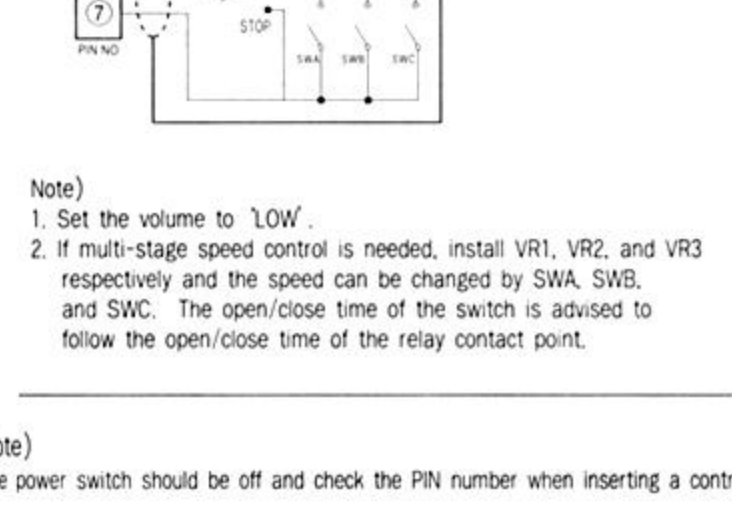 7
STOP
PIN NO
SWA SWB SWC
Note)
1. Set the volume to 'LOW'.
2. If multi-stage speed control is needed, install VR1, VR2, and VR3
respectively and the speed can be changed by SWA, SWB,
and SWC. The open/close time of the switch is advised to
follow the open/close time of the relay contact point.
ote)
e power switch should be off and check the PIN number when inserting a contr